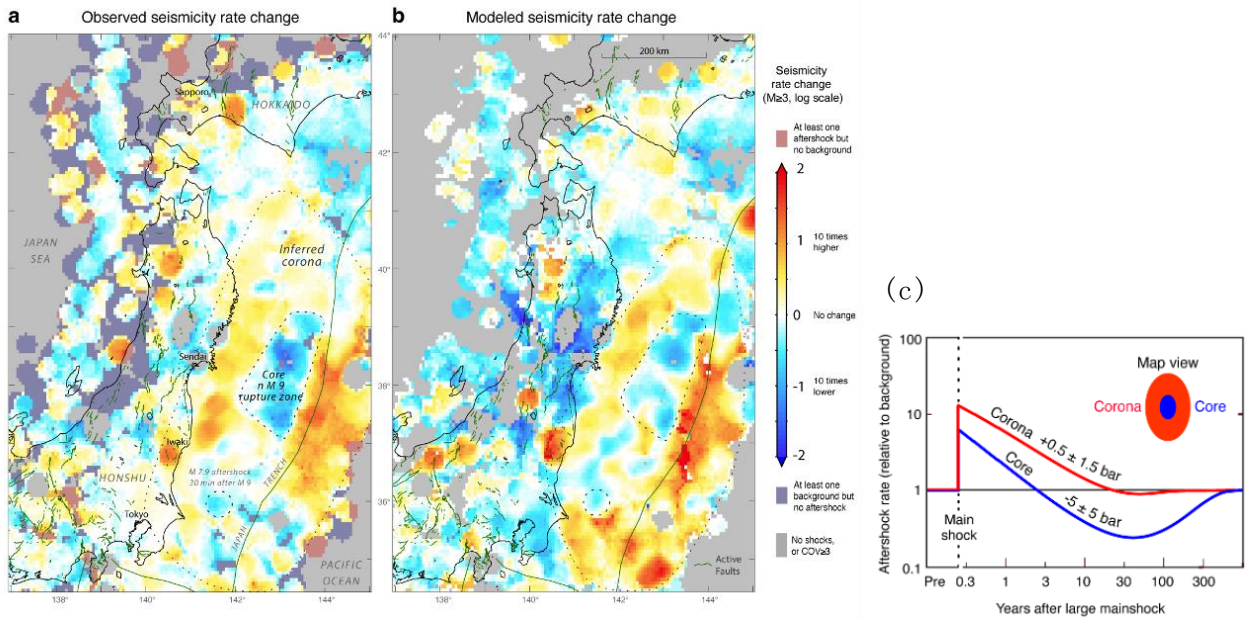 a
Observed seismicity rate change
b
Modeled seismicity rate change
44°
42°
40°
38°
36°
138°
140°
142°
144°
138°
140°
142°
144°
Sapporo
HOKKAIDO
JAPAN
SEA
Inferred
corona
Sendai
Core
n M 9
rupture zone
Iwaki
M 7.9 aftershock
20 min after M 9
HONSHU
TRENCH
JAPAN
Tokyo
PACIFIC
OCEAN
200 km
Active
Faults
Seismicity
rate change
(M≥3, log scale)
At least one
aftershock but
no background
2
1
10 times
higher
0
No change
-1
10 times
lower
-2
At least one
background but
no aftershock
No shocks,
or COV≥3
(c)
Aftershock rate (relative to background)
100
10
1
0.1
Map view
Corona
Core
Corona +0.5 ± 1.5 bar
Core
-5 ± 5 bar
Main
shock
Pre
0.3
1
3
10
30
100
300
Years after large mainshock